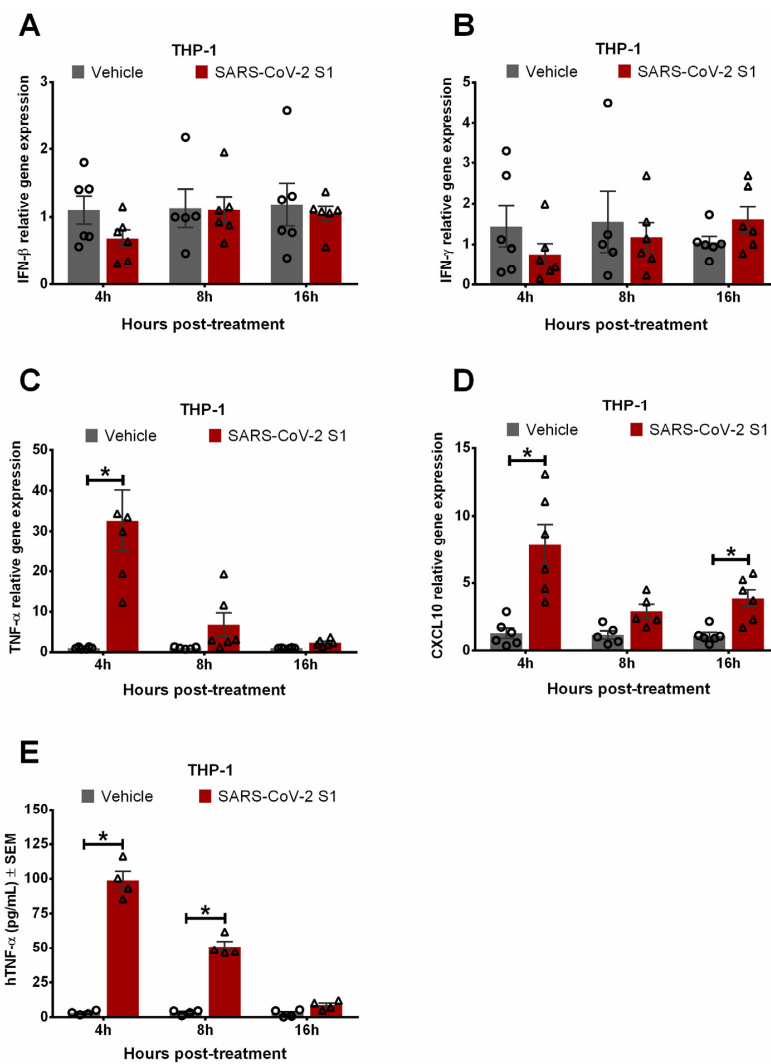 A
THP-1
Vehicle SARS-CoV-2 S1
IFN-β relative gene expression
3
2
1
0
4h 8h 16h
Hours post-treatment
B
THP-1
Vehicle SARS-CoV-2 S1
IFN-γ relative gene expression
5
4
3
2
1
0
4h 8h 16h
Hours post-treatment
C
THP-1
Vehicle SARS-CoV-2 S1
TNF-α relative gene expression
50
40
30
20
10
0
*
4h 8h 16h
Hours post-treatment
D
THP-1
Vehicle SARS-CoV-2 S1
CXCL10 relative gene expression
15
10
5
0
* *
4h 8h 16h
Hours post-treatment
E
THP-1
Vehicle SARS-CoV-2 S1
hTNF-α (pg/mL) ± SEM
150
125
100
75
50
25
0
* *
4h 8h 16h
Hours post-treatment